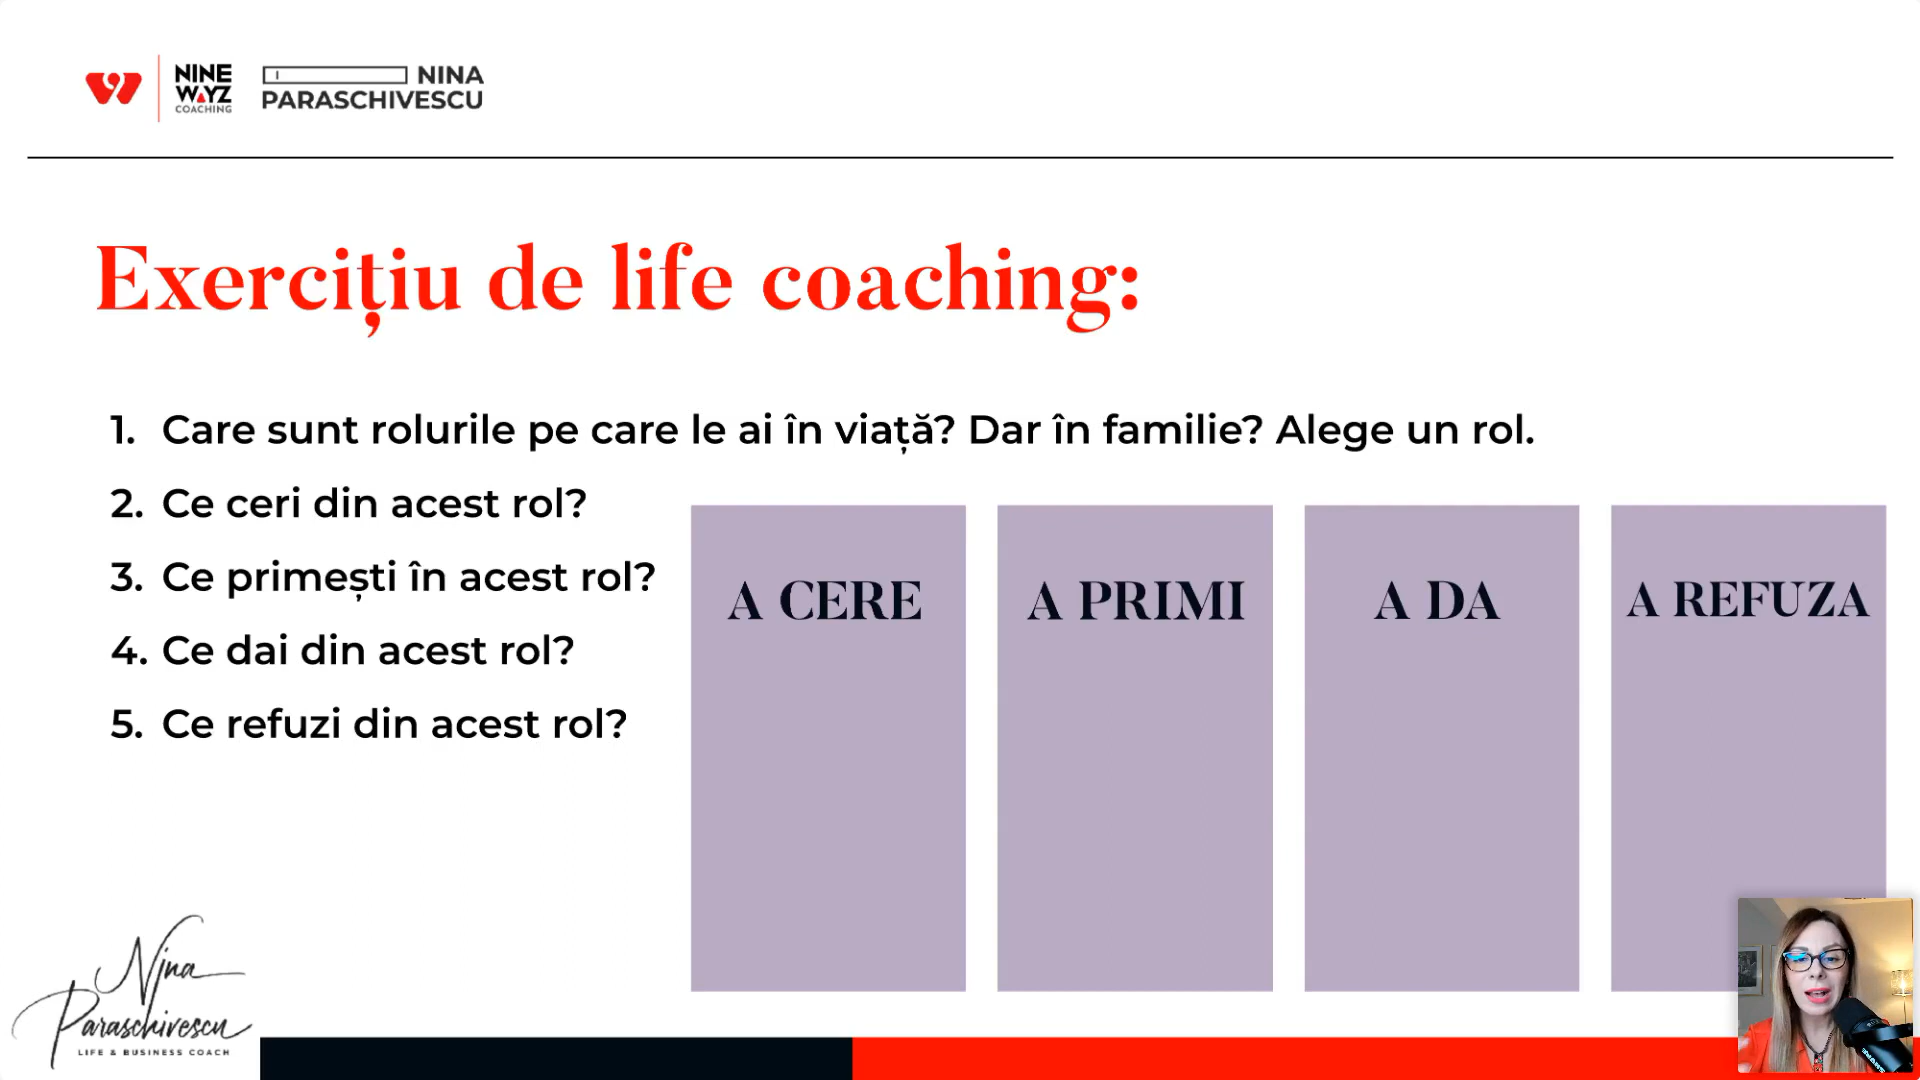 NINE
WAYZ
COACHING
NINA
PARASCHIVESCU
Exercițiu de life coaching:
1. Care sunt rolurile pe care le ai în viață? Dar în familie? Alege un rol.
2. Ce ceri din acest rol?
3. Ce primești în acest rol?
4. Ce dai din acest rol?
5. Ce refuzi din acest rol?
A CERE
A PRIMI
A DA
A REFUZA
Nina
Paraschivescu
LIFE & BUSINESS COACH